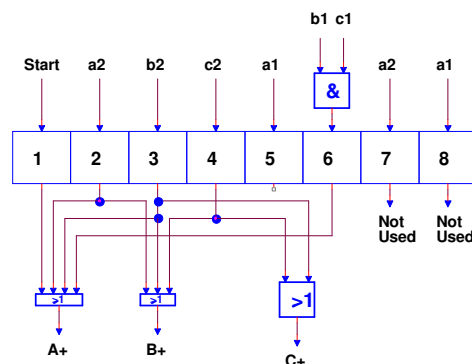 b1 c1
Start a2 b2 c2 a1 a2 a1
&
1 2 3 4 5 6 7 8
Not Used
Not Used
>1 >1 >1
A+ B+ C+